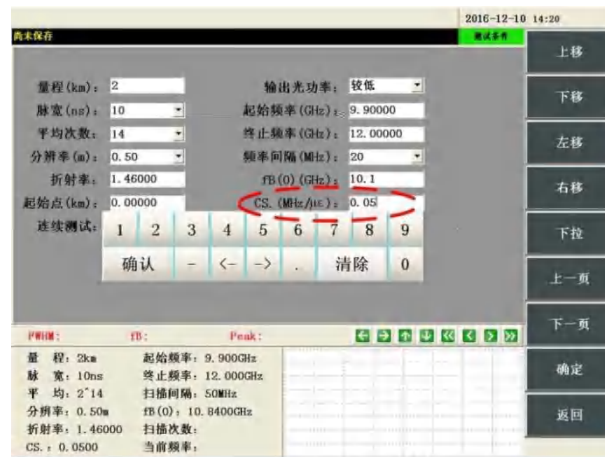 2016-12-10 14:20
尚未保存 测试条件
量程(km): 2 输出光功率: 较低
脉宽(ns): 10 起始频率(GHz): 9.90000
平均次数: 14 终止频率(GHz): 12.00000
分辨率(m): 0.50 频率间隔(MHz): 20
折射率: 1.46000 fB(0)(GHz): 10.1
起始点(km): 0.00000 CS.(MHz/με): 0.05
连续测试:
1 2 3 4 5 6 7 8 9
确认 - <- -> . 清除 0
FWHM: fB: Peak:
量 程: 2km 起始频率: 9.900GHz
脉 宽: 10ns 终止频率: 12.000GHz
平 均: 2^14 扫描间隔: 50MHz
分辨率: 0.50m fB(0): 10.8400GHz
折射率: 1.46000 扫描次数:
CS.: 0.0500 当前频率:
上移
下移
左移
右移
下拉
上一页
下一页
确定
返回